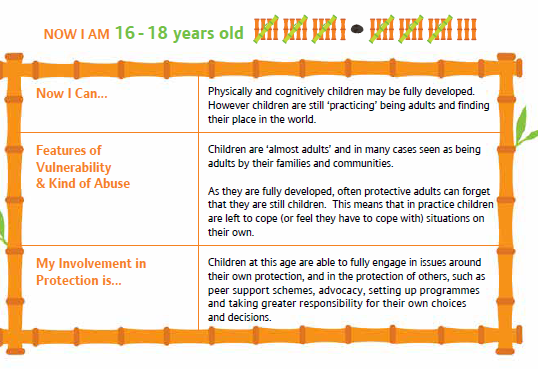 NOW I AM 16 - 18 years old
Now I Can...
Physically and cognitively children may be fully developed.
However children are still ‘practicing’ being adults and finding
their place in the world.
Features of
Vulnerability
& Kind of Abuse
Children are ‘almost adults’ and in many cases seen as being
adults by their families and communities.
As they are fully developed, often protective adults can forget
that they are still children.  This means that in practice children
are left to cope (or feel they have to cope with) situations on
their own.
My Involvement in
Protection is...
Children at this age are able to fully engage in issues around
their own protection, and in the protection of others, such as
peer support schemes, advocacy, setting up programmes
and taking greater responsibility for their own choices
and decisions.